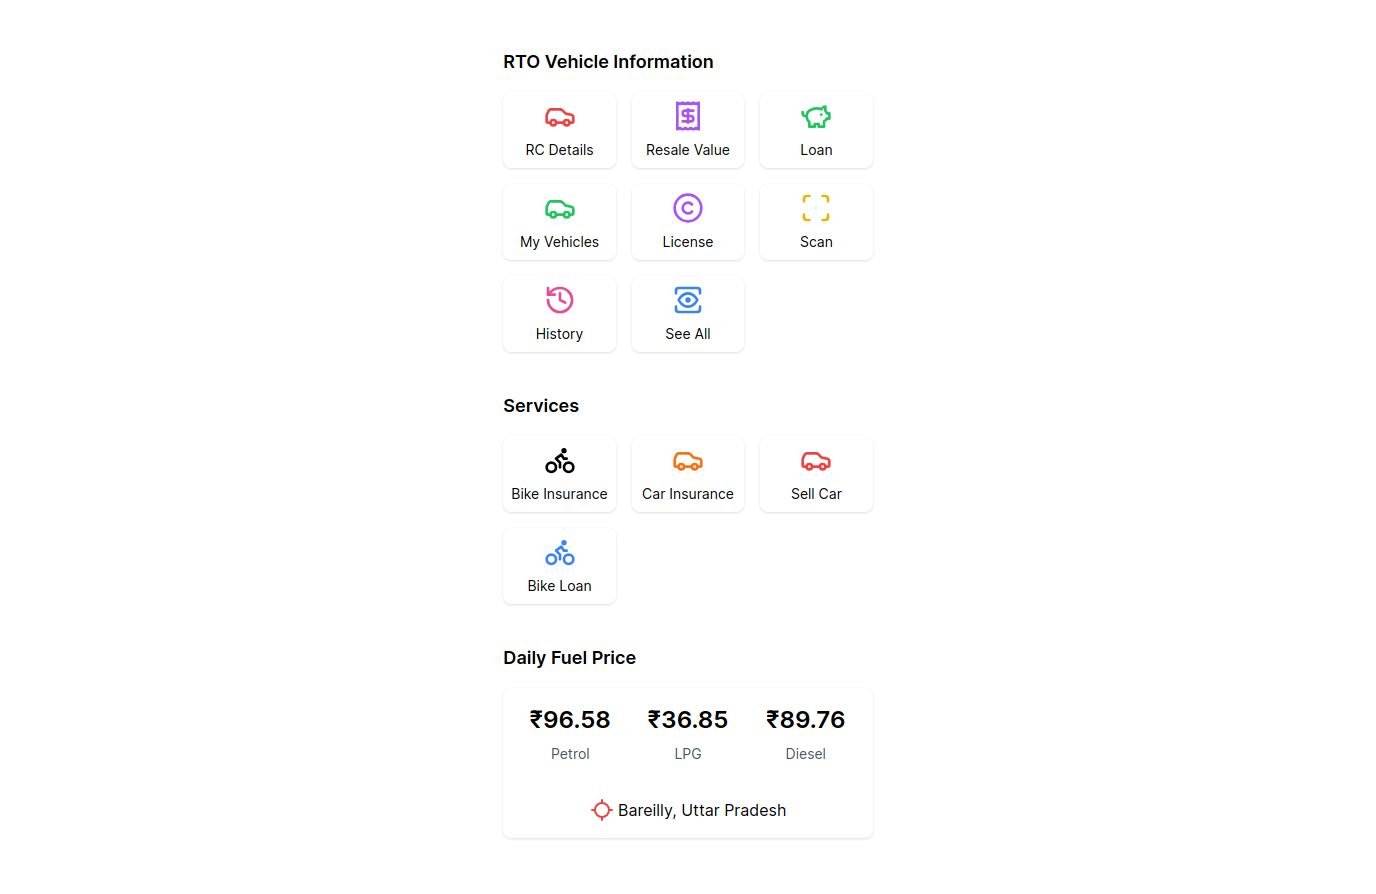 RTO Vehicle Information
RC Details
Resale Value
Loan
My Vehicles
License
Scan
History
See All
Services
Bike Insurance
Car Insurance
Sell Car
Bike Loan
Daily Fuel Price
₹96.58 ₹36.85 ₹89.76
Petrol LPG Diesel
Bareilly, Uttar Pradesh